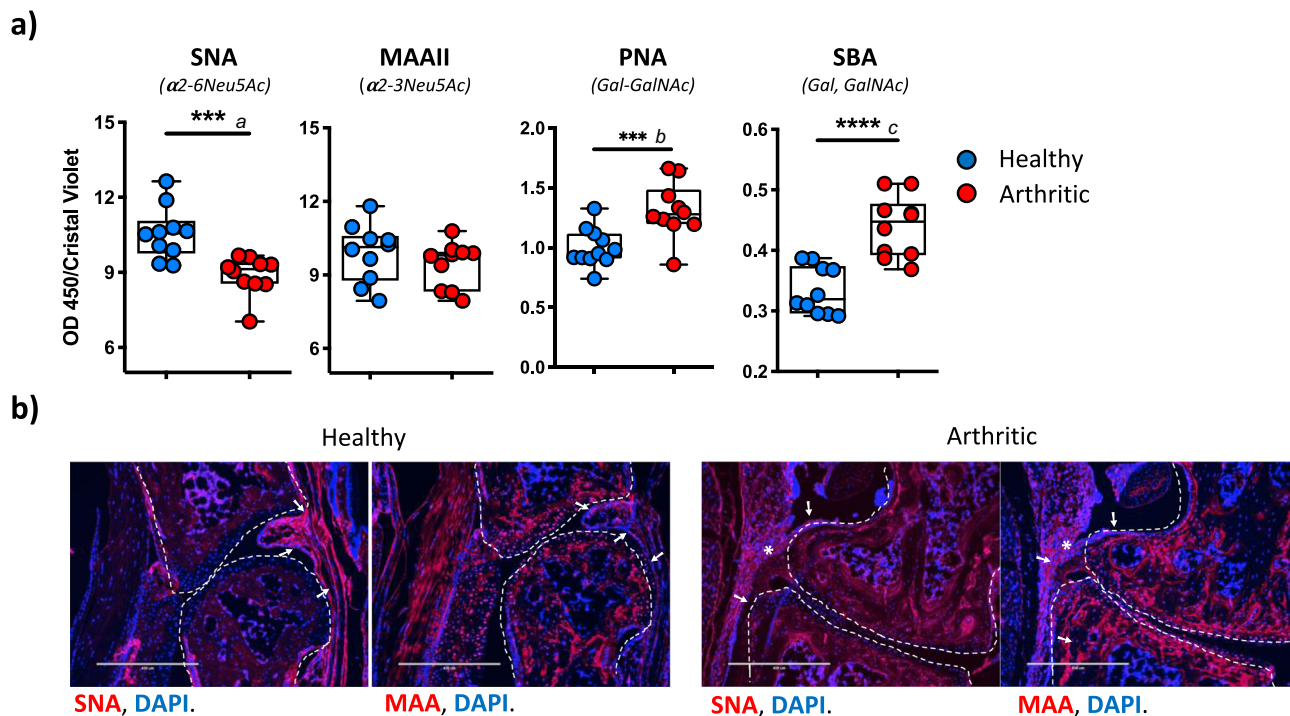 a)
SNA
(α2-6Neu5Ac)
MAAII
(α2-3Neu5Ac)
PNA
(Gal-GalNAc)
SBA
(Gal, GalNAc)
OD 450/Cristal Violet
15
12
9
6
*** a
15
12
9
6
2.0
1.5
1.0
0.5
0.0
*** b
0.6
0.5
0.4
0.3
0.2
**** c
Healthy
Arthritic
b)
Healthy
Arthritic
*
*
SNA, DAPI.
MAA, DAPI.
SNA, DAPI.
MAA, DAPI.